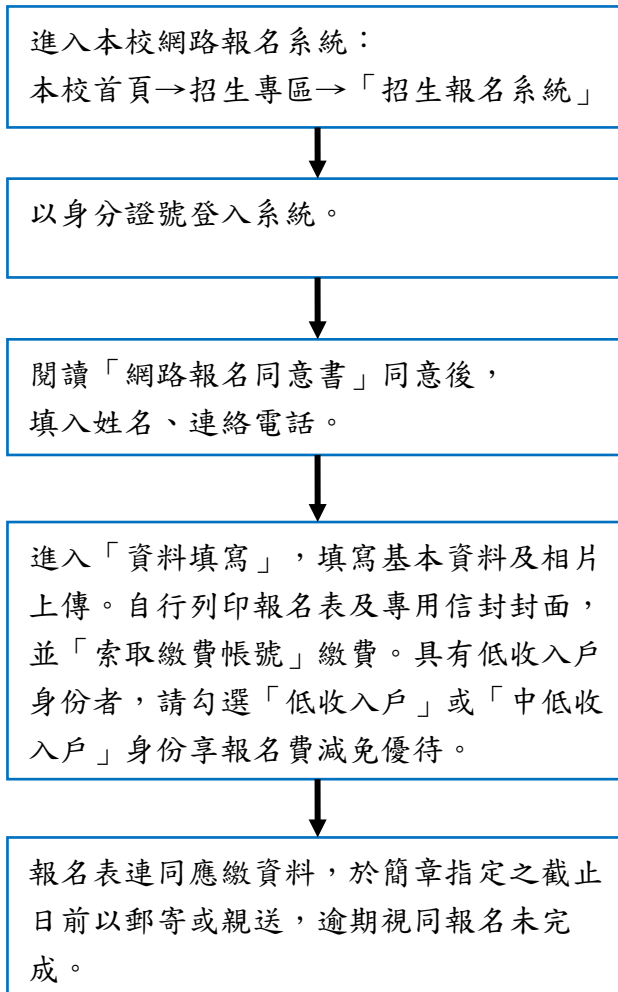 進入本校網路報名系統：
本校首頁→招生專區→「招生報名系統」
以身分證號登入系統。
閱讀「網路報名同意書」同意後，
填入姓名、連絡電話。
進入「資料填寫」，填寫基本資料及相片
上傳。自行列印報名表及專用信封封面，
並「索取繳費帳號」繳費。具有低收入戶
身份者，請勾選「低收入戶」或「中低收
入戶」身份享報名費減免優待。
報名表連同應繳資料，於簡章指定之截止
日前以郵寄或親送，逾期視同報名未完
成。